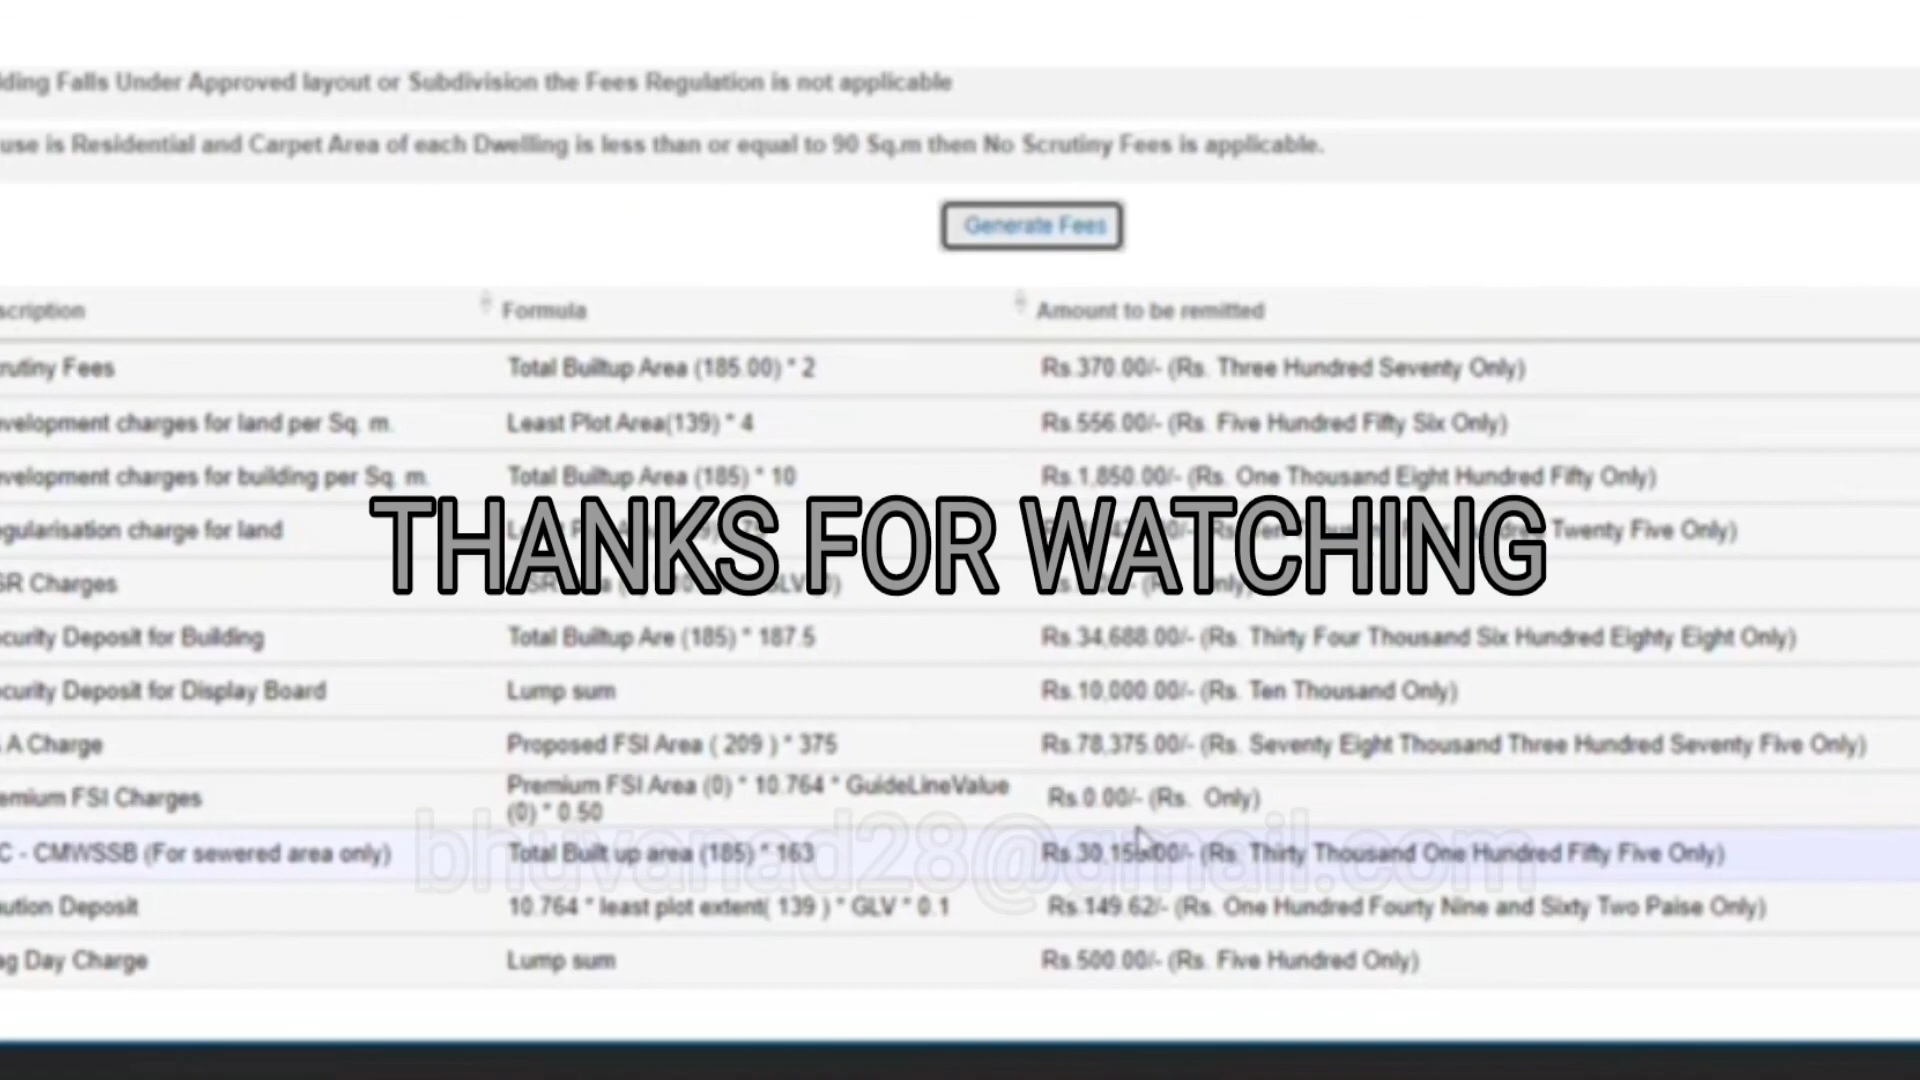 lding Falls Under Approved layout or Subdivision the Fees Regulation is not applicable
use is Residential and Carpet Area of each Dwelling is less than or equal to 90 Sq.m then No Scrutiny Fees is applicable.
Generate Fees
scription Formula Amount to be remitted
rutiny Fees Total Builtup Area (185.00) * 2 Rs.370.00/- (Rs. Three Hundred Seventy Only)
evelopment charges for land per Sq. m. Least Plot Area(139) * 4 Rs.556.00/- (Rs. Five Hundred Fifty Six Only)
evelopment charges for building per Sq. m. Total Builtup Area (185) * 10 Rs.1,850.00/- (Rs. One Thousand Eight Hundred Fifty Only)
egularisation charge for land Twenty Five Only)
THANKS FOR WATCHING
SR Charges
ecurity Deposit for Building Total Builtup Are (185) * 187.5 Rs.34,688.00/- (Rs. Thirty Four Thousand Six Hundred Eighty Eight Only)
ecurity Deposit for Display Board Lump sum Rs.10,000.00/- (Rs. Ten Thousand Only)
A Charge Proposed FSI Area ( 209 ) * 375 Rs.78,375.00/- (Rs. Seventy Eight Thousand Three Hundred Seventy Five Only)
emium FSI Charges Premium FSI Area (0) * 10.764 * GuideLineValue (0) * 0.50 Rs.0.00/- (Rs. Only)
bhuvanad28@gmail.com
C - CMWSSB (For sewered area only) Total Built up area (185) * 163 (Rs. Thirty Thousand One Hundred Fifty Five Only)
ution Deposit 10.764 * least plot extent( 139 ) * GLV * 0.1 Rs.149.62/- (Rs. One Hundred Fourty Nine and Sixty Two Paise Only)
ag Day Charge Lump sum Rs.500.00/- (Rs. Five Hundred Only)